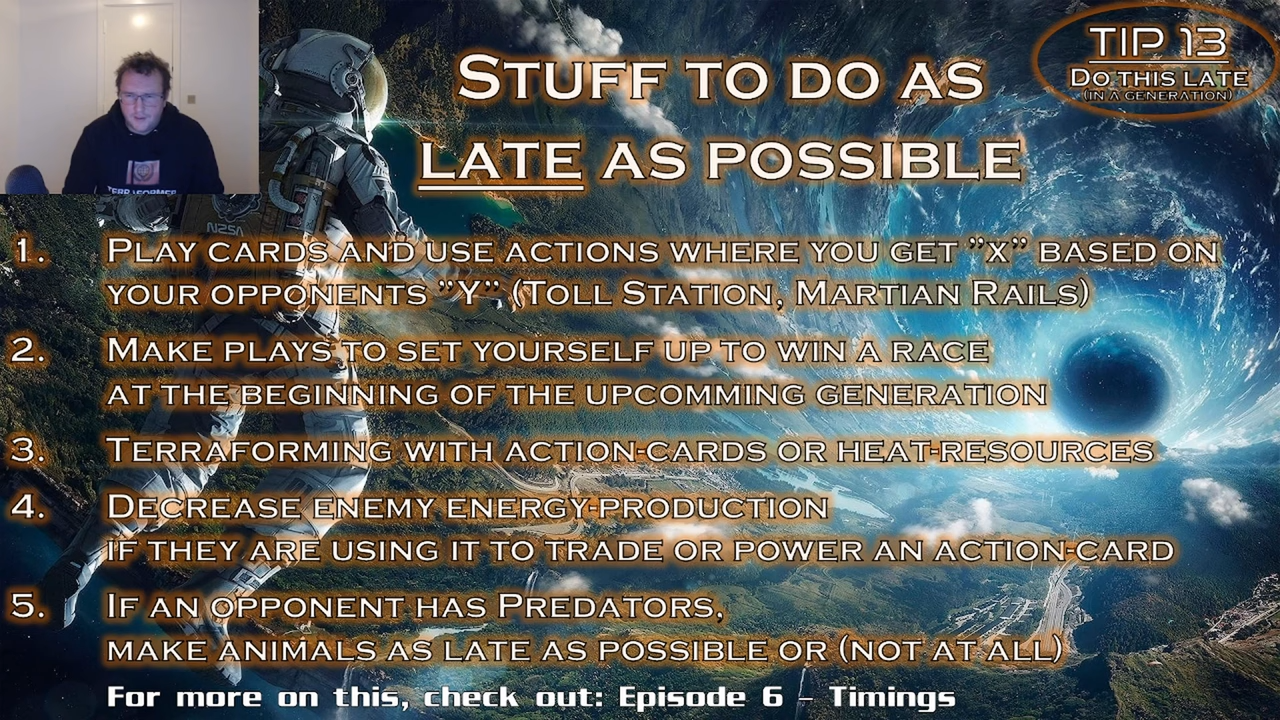 TIP 13
DO THIS LATE
(IN A GENERATION)
STUFF TO DO AS
LATE AS POSSIBLE
N2SA
TERRAFORMER
1. PLAY CARDS AND USE ACTIONS WHERE YOU GET ”X” BASED ON
YOUR OPPONENTS ”Y” (TOLL STATION, MARTIAN RAILS)
2. MAKE PLAYS TO SET YOURSELF UP TO WIN A RACE
AT THE BEGINNING OF THE UPCOMMING GENERATION
3. TERRAFORMING WITH ACTION-CARDS OR HEAT-RESOURCES
4. DECREASE ENEMY ENERGY-PRODUCTION
IF THEY ARE USING IT TO TRADE OR POWER AN ACTION-CARD
5. IF AN OPPONENT HAS PREDATORS,
MAKE ANIMALS AS LATE AS POSSIBLE OR (NOT AT ALL)
For more on this, check out: Episode 6 – Timings